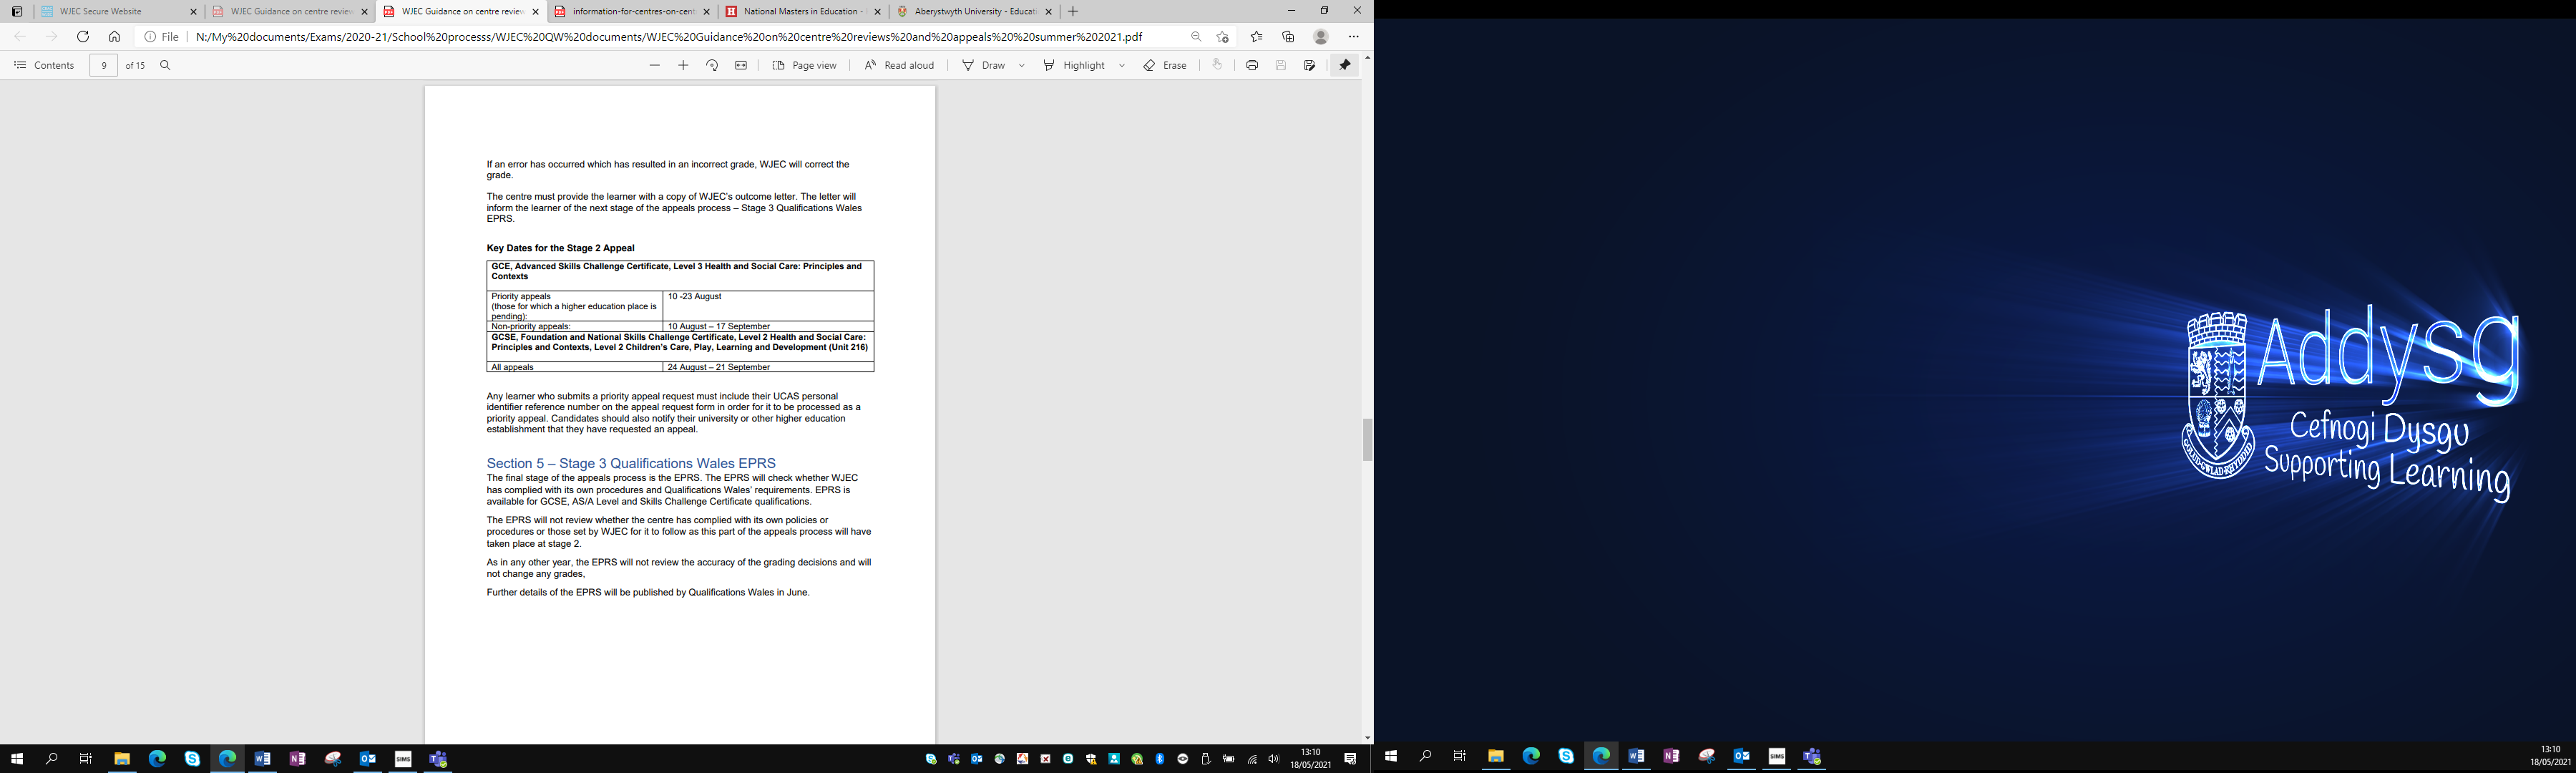 WJEC Secure Website
WJEC Guidance on centre review
WJEC Guidance on centre review
information-for-centres-on-cent
National Masters in Education -
Aberystwyth University - Educati
File
N:/My%20documents/Exams/2020-21/School%20processs/WJEC%20QW%20documents/WJEC%20Guidance%20on%20centre%20reviews%20and%20appeals%20%20summer%202021.pdf
Contents
9 of 15
Page view
Read aloud
Draw
Highlight
Erase
If an error has occurred which has resulted in an incorrect grade, WJEC will correct the
grade.
The centre must provide the learner with a copy of WJEC's outcome letter. The letter will
inform the learner of the next stage of the appeals process – Stage 3 Qualifications Wales
EPRS.
Key Dates for the Stage 2 Appeal
GCE, Advanced Skills Challenge Certificate, Level 3 Health and Social Care: Principles and
Contexts
Priority appeals
(those for which a higher education place is
pending):
10 -23 August
Non-priority appeals:
10 August – 17 September
GCSE, Foundation and National Skills Challenge Certificate, Level 2 Health and Social Care:
Principles and Contexts, Level 2 Children's Care, Play, Learning and Development (Unit 216)
All appeals
24 August – 21 September
Any learner who submits a priority appeal request must include their UCAS personal
identifier reference number on the appeal request form in order for it to be processed as a
priority appeal. Candidates should also notify their university or other higher education
establishment that they have requested an appeal.
Section 5 – Stage 3 Qualifications Wales EPRS
The final stage of the appeals process is the EPRS. The EPRS will check whether WJEC
has complied with its own procedures and Qualifications Wales' requirements. EPRS is
available for GCSE, AS/A Level and Skills Challenge Certificate qualifications.
The EPRS will not review whether the centre has complied with its own policies or
procedures or those set by WJEC for it to follow as this part of the appeals process will have
taken place at stage 2.
As in any other year, the EPRS will not review the accuracy of the grading decisions and will
not change any grades,
Further details of the EPRS will be published by Qualifications Wales in June.
SIMS
13:10
18/05/2021
Addysg
Cefnogi Dysgu
Supporting Learning
SIMS
13:10
18/05/2021